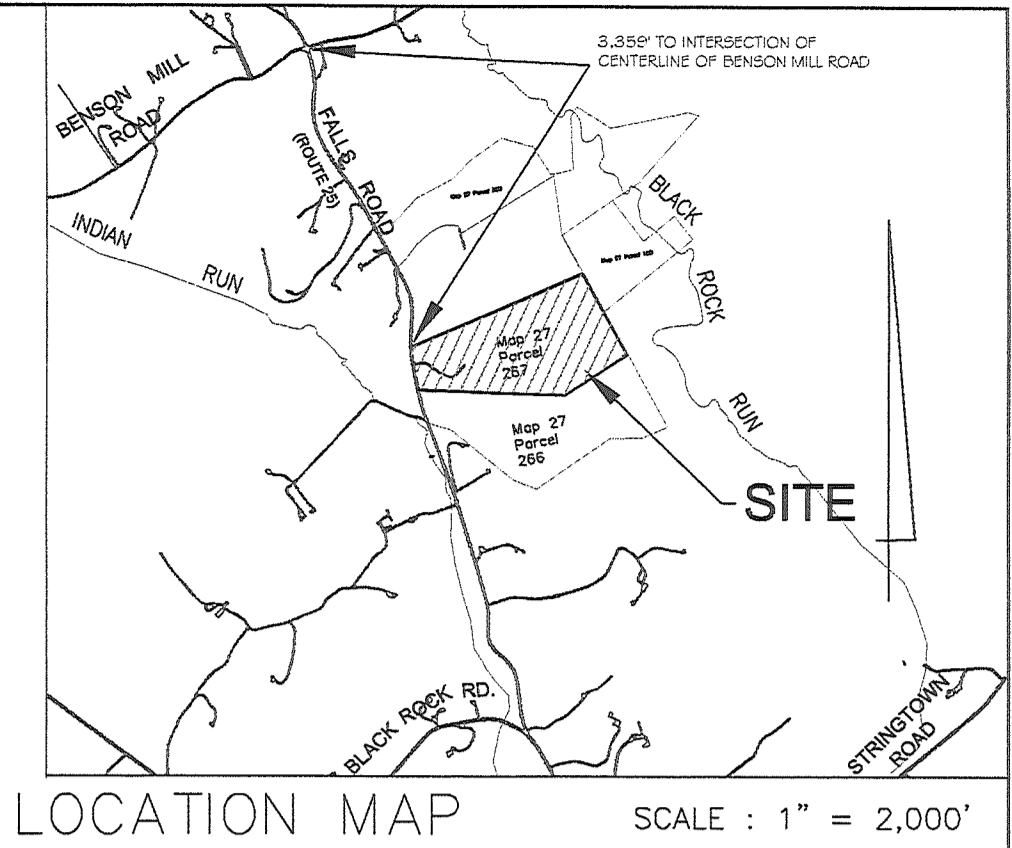 3,359' TO INTERSECTION OF
CENTERLINE OF BENSON MILL ROAD
BENSON MILL
ROAD
FALLS ROAD
(ROUTE 25)
INDIAN RUN
BLACK ROCK RUN
Map 27
Parcel
267
Map 27
Parcel
266
SITE
BLACK ROCK RD.
STRINGTOWN
ROAD
LOCATION MAP
SCALE : 1" = 2,000'